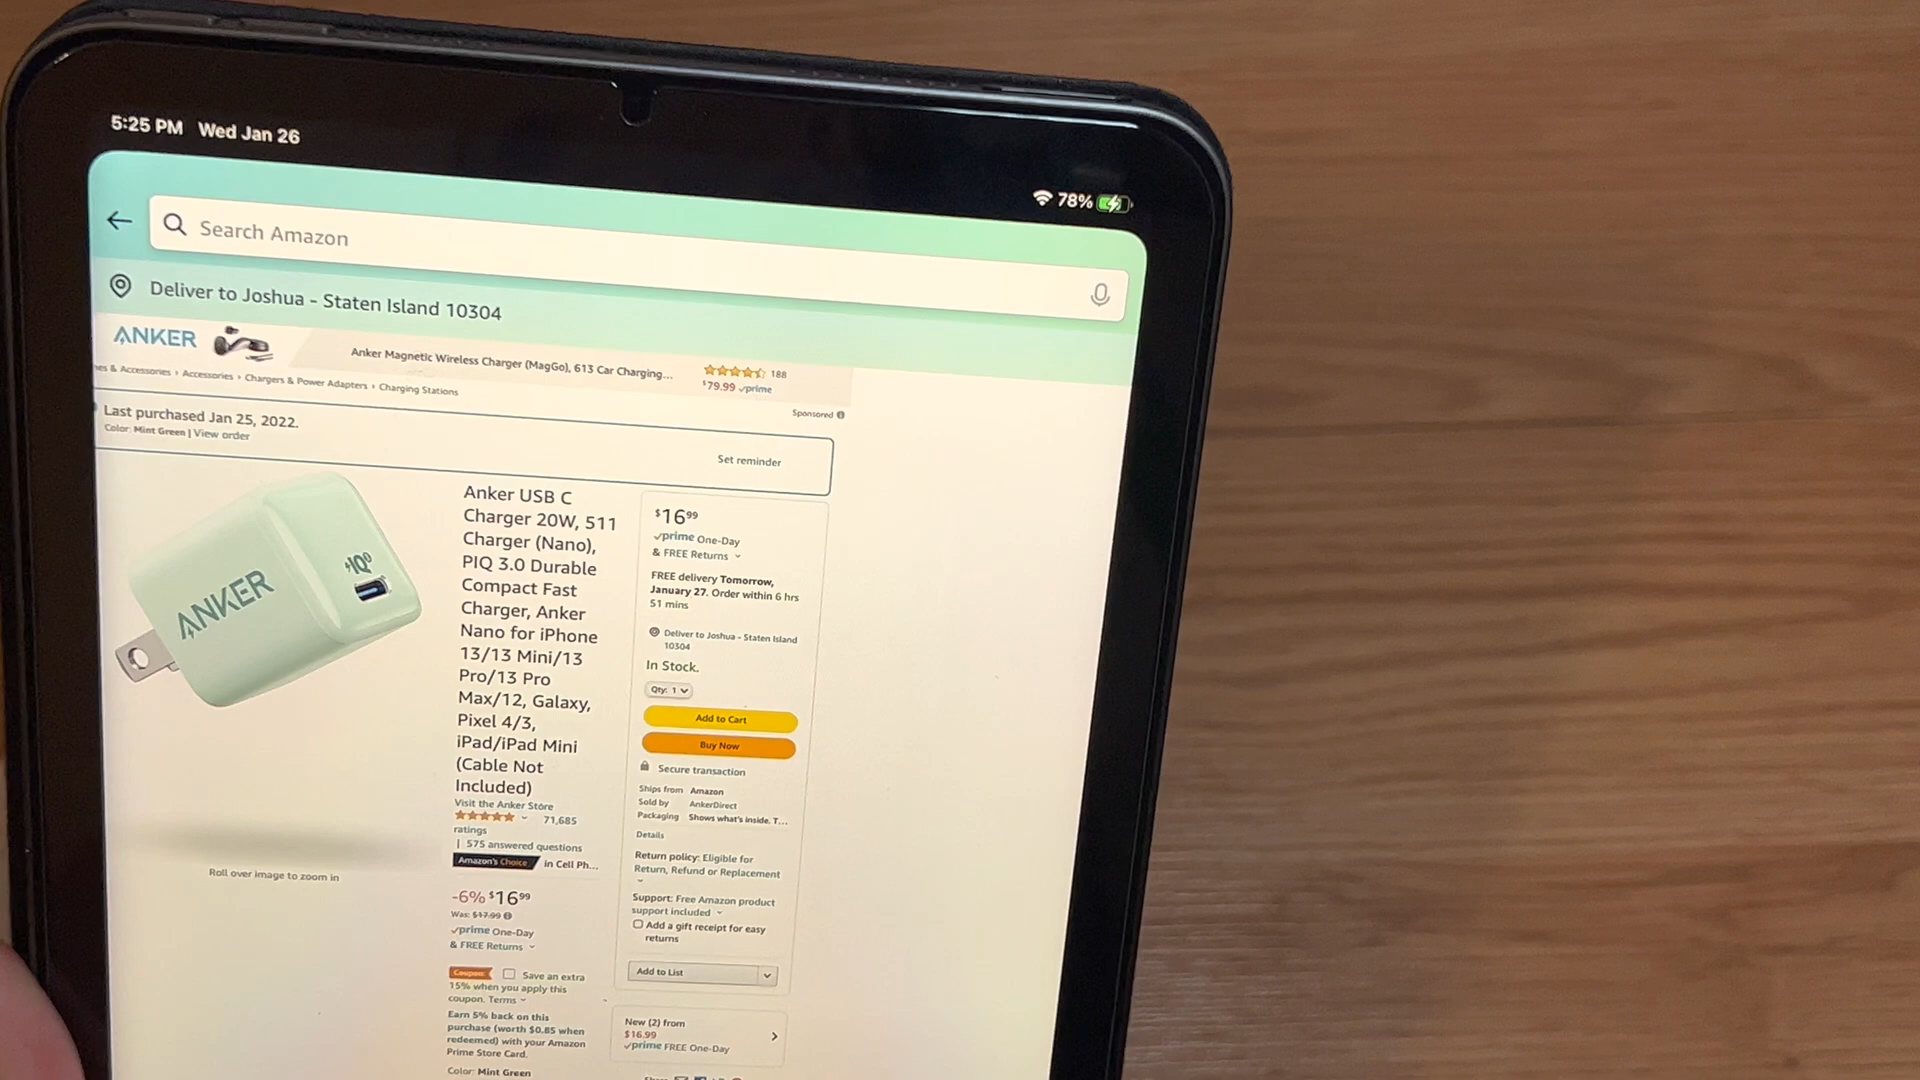 5:25 PM Wed Jan 26
78%
Search Amazon
Deliver to Joshua - Staten Island 10304
ANKER
Anker Magnetic Wireless Charger (MagGo), 613 Car Charging...
188
$79.99 prime
Sponsored
& Accessories › Accessories › Chargers & Power Adapters › Charging Stations
Last purchased Jan 25, 2022.
Color: Mint Green | View order
Set reminder
ANKER
IQ3
Roll over image to zoom in
Anker USB C
Charger 20W, 511
Charger (Nano),
PIQ 3.0 Durable
Compact Fast
Charger, Anker
Nano for iPhone
13/13 Mini/13
Pro/13 Pro
Max/12, Galaxy,
Pixel 4/3,
iPad/iPad Mini
(Cable Not
Included)
Visit the Anker Store
71,685
ratings
| 575 answered questions
Amazon's Choice in Cell Ph...
-6% $1699
Was: $17.99
prime One-Day
& FREE Returns
Coupon: Save an extra
15% when you apply this
coupon. Terms
Earn 5% back on this
purchase (worth $0.85 when
redeemed) with your Amazon
Prime Store Card.
Color: Mint Green
$1699
prime One-Day
& FREE Returns
FREE delivery Tomorrow,
January 27. Order within 6 hrs
51 mins
Deliver to Joshua - Staten Island
10304
In Stock.
Qty: 1
Add to Cart
Buy Now
Secure transaction
Ships from Amazon
Sold by AnkerDirect
Packaging Shows what's inside. T...
Details
Return policy: Eligible for
Return, Refund or Replacement
Support: Free Amazon product
support included
Add a gift receipt for easy
returns
Add to List
New (2) from
$16.99
prime FREE One-Day